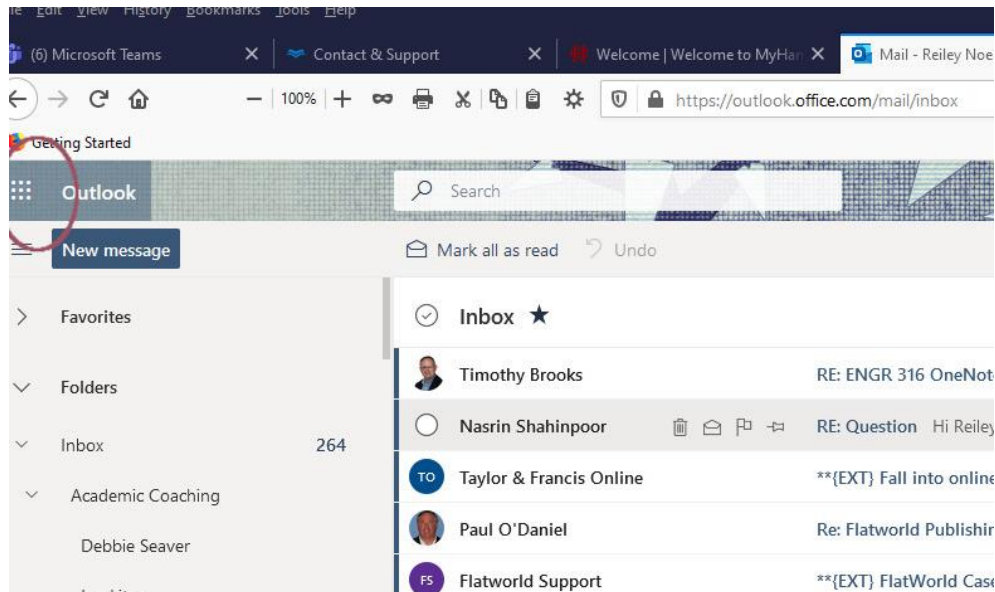 Edit View History Bookmarks Tools Help
(6) Microsoft Teams Contact & Support Welcome | Welcome to MyHan Mail - Reiley Noe
100% https://outlook.office.com/mail/inbox
Getting Started
Outlook Search
New message Mark all as read Undo
Favorites Inbox
Timothy Brooks RE: ENGR 316 OneNot
Folders
Nasrin Shahinpoor RE: Question Hi Reiley
Inbox 264
TO Taylor & Francis Online **{EXT} Fall into online
Academic Coaching
Paul O'Daniel Re: Flatworld Publishin
Debbie Seaver
FS Flatworld Support **{EXT} FlatWorld Case